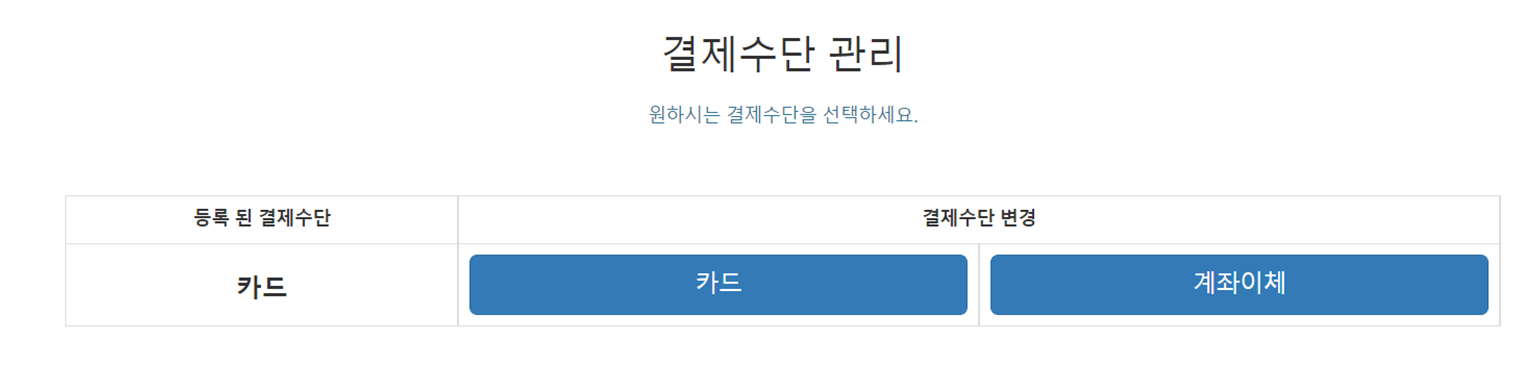 결제수단 관리
원하시는 결제수단을 선택하세요.
등록 된 결제수단 결제수단 변경
카드 카드 계좌이체